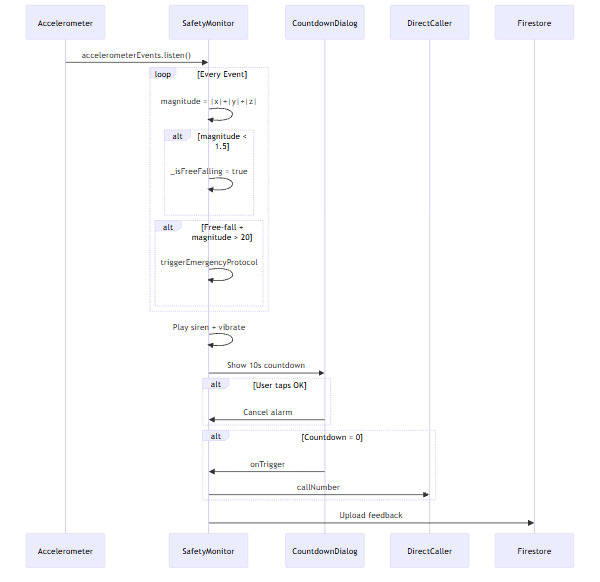 Accelerometer SafetyMonitor CountdownDialog DirectCaller Firestore
accelerometerEvents.listen()
loop [Every Event]
magnitude = |x|+|y|+|z|
alt [magnitude <
1.5]
_isFreeFalling = true
alt [Free-fall +
magnitude > 20]
triggerEmergencyProtocol
Play siren + vibrate
Show 10s countdown
alt [User taps OK]
Cancel alarm
alt [Countdown = 0]
onTrigger
callNumber
Upload feedback
Accelerometer SafetyMonitor CountdownDialog DirectCaller Firestore